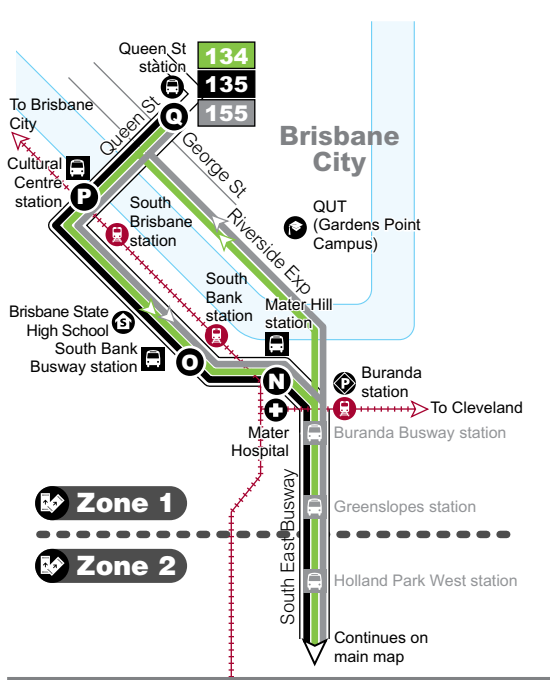 Queen St
station
134
135
155
Q
Queen St
To Brisbane
City
George St
Brisbane
City
Cultural
Centre
station
P
South
Brisbane
station
QUT
(Gardens Point
Campus)
Riverside Exp
South
Bank
station
Mater Hill
station
Brisbane State
High School
S
South Bank
Busway station
O
N
P
Buranda
station
To Cleveland
Mater
Hospital
Buranda Busway station
South East Busway
Zone 1
Greenslopes station
Zone 2
Holland Park West station
Continues on
main map